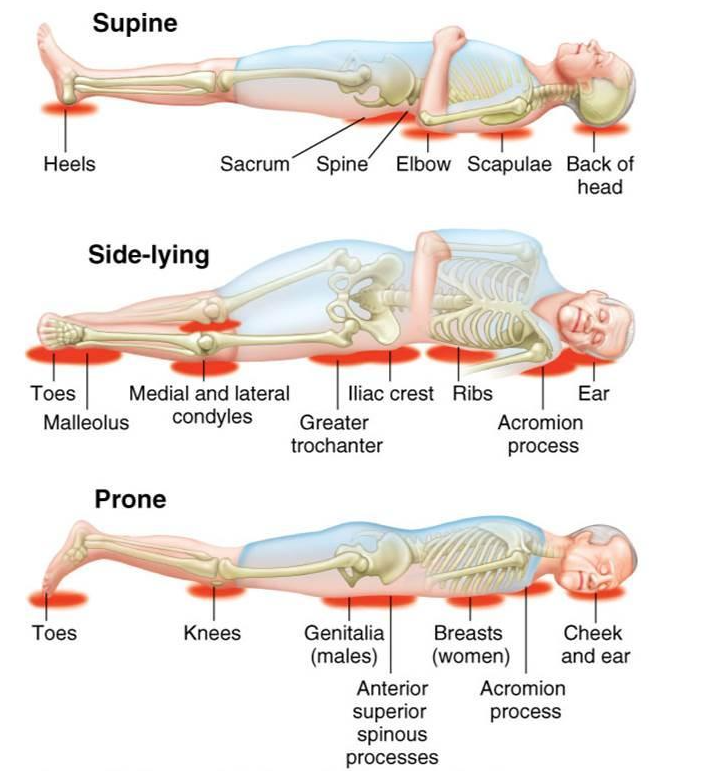 Supine
Heels
Sacrum
Spine
Elbow
Scapulae
Back of
head
Side-lying
Toes
Malleolus
Medial and lateral
condyles
Greater
trochanter
Iliac crest
Ribs
Acromion
process
Ear
Prone
Toes
Knees
Genitalia
(males)
Anterior
superior
spinous
processes
Breasts
(women)
Acromion
process
Cheek
and ear